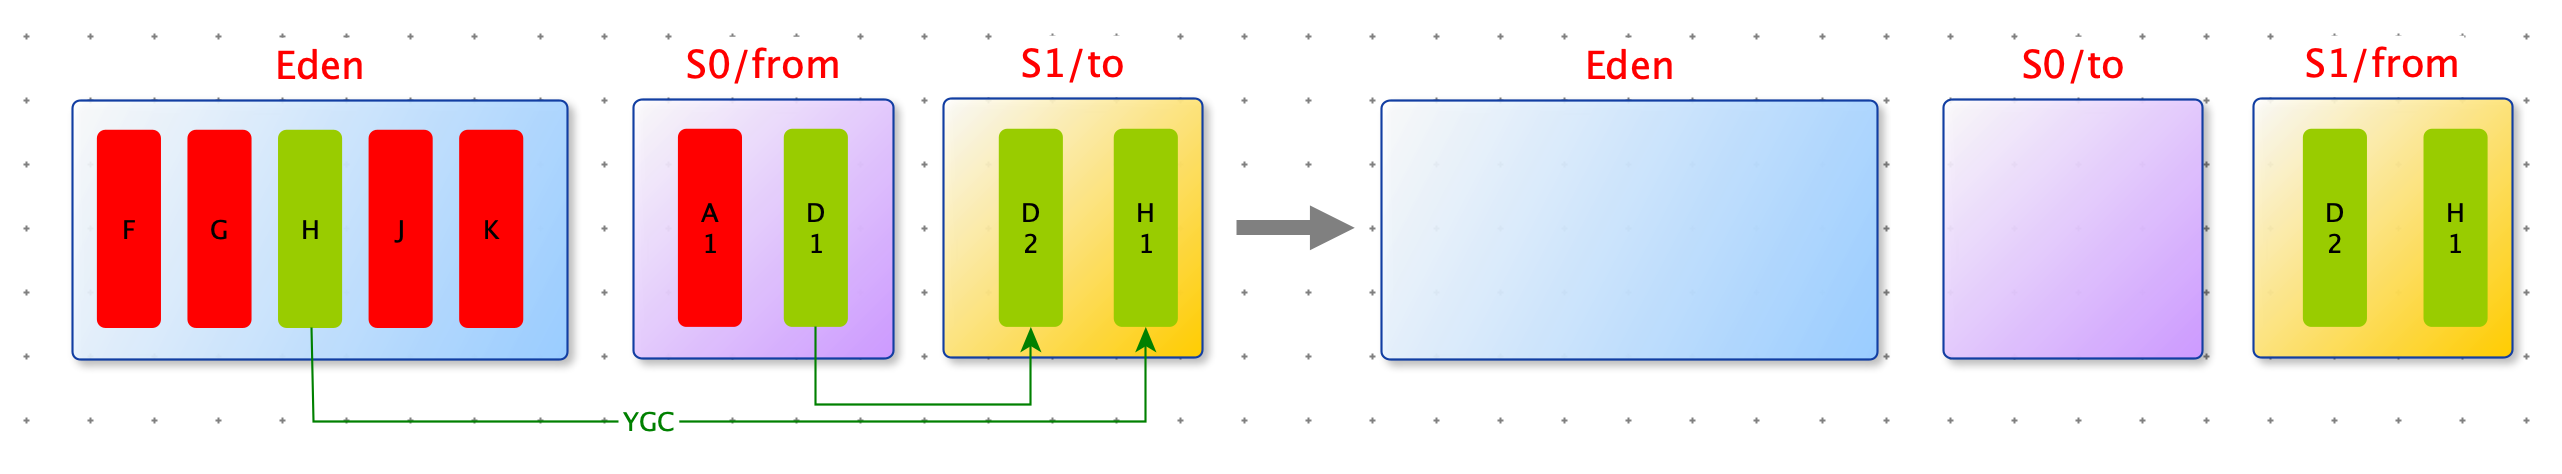 Eden
S0/from
S1/to
Eden
S0/to
S1/from
F
G
H
J
K
A
1
D
1
D
2
H
1
D
2
H
1
YGC